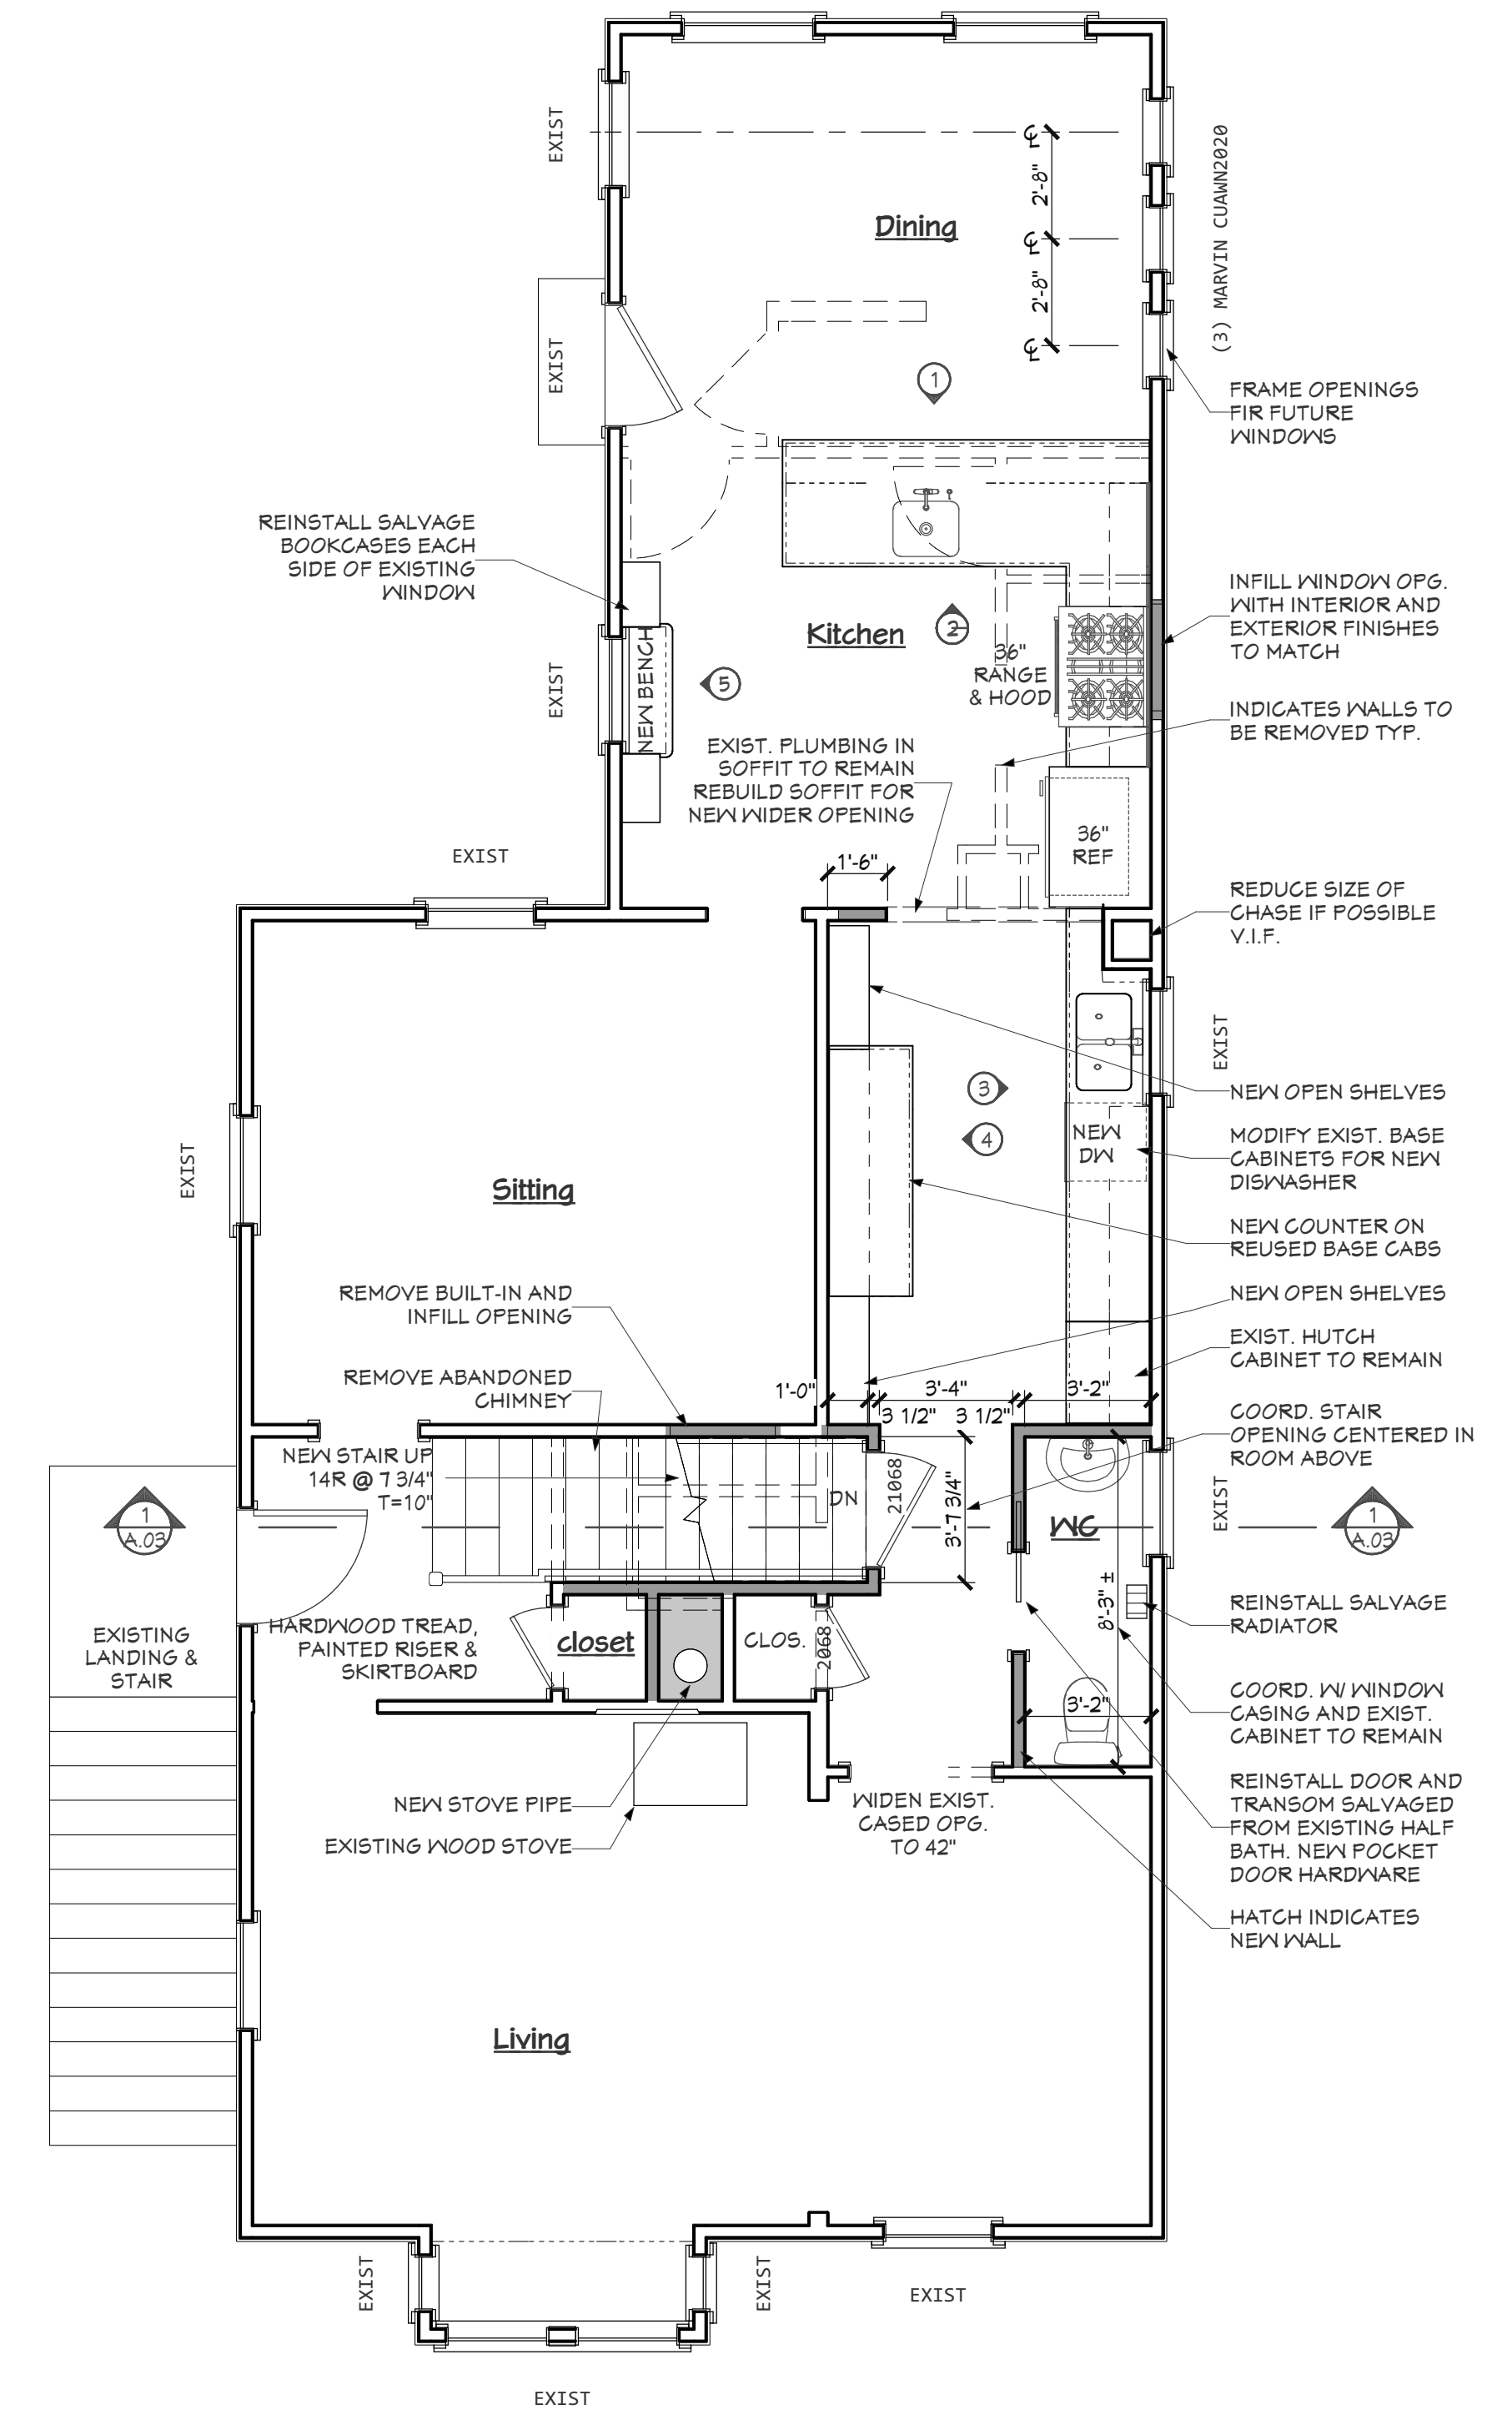 EXIST
Dining
℄
2'-8"
℄
2'-8"
℄
(3) MARVIN CUAWN2020
EXIST
1
FRAME OPENINGS
FIR FUTURE
WINDOWS
REINSTALL SALVAGE
BOOKCASES EACH
SIDE OF EXISTING
WINDOW
INFILL WINDOW OPG.
WITH INTERIOR AND
EXTERIOR FINISHES
TO MATCH
Kitchen
2
36"
RANGE
& HOOD
EXIST
NEW BENCH
5
INDICATES WALLS TO
BE REMOVED TYP.
EXIST. PLUMBING IN
SOFFIT TO REMAIN
REBUILD SOFFIT FOR
NEW WIDER OPENING
36"
REF
EXIST
1'-6"
REDUCE SIZE OF
CHASE IF POSSIBLE
V.I.F.
EXIST
3
NEW OPEN SHELVES
4
NEW
DW
MODIFY EXIST. BASE
CABINETS FOR NEW
DISWASHER
EXIST
Sitting
NEW COUNTER ON
REUSED BASE CABS
REMOVE BUILT-IN AND
INFILL OPENING
NEW OPEN SHELVES
EXIST. HUTCH
CABINET TO REMAIN
REMOVE ABANDONED
CHIMNEY
1'-0"
3'-4"
3'-2"
3 1/2"
3 1/2"
COORD. STAIR
OPENING CENTERED IN
ROOM ABOVE
NEW STAIR UP
14R @ 7 3/4"
T=10"
DN
21068
3'-7 3/4"
WC
EXIST
1
A.03
1
A.03
8'-3" ±
REINSTALL SALVAGE
RADIATOR
EXISTING
LANDING &
STAIR
HARDWOOD TREAD,
PAINTED RISER &
SKIRTBOARD
closet
CLOS.
2068
3'-2"
COORD. W/ WINDOW
CASING AND EXIST.
CABINET TO REMAIN
NEW STOVE PIPE
EXISTING WOOD STOVE
WIDEN EXIST.
CASED OPG.
TO 42"
REINSTALL DOOR AND
TRANSOM SALVAGED
FROM EXISTING HALF
BATH. NEW POCKET
DOOR HARDWARE
HATCH INDICATES
NEW WALL
Living
EXIST
EXIST
EXIST
EXIST